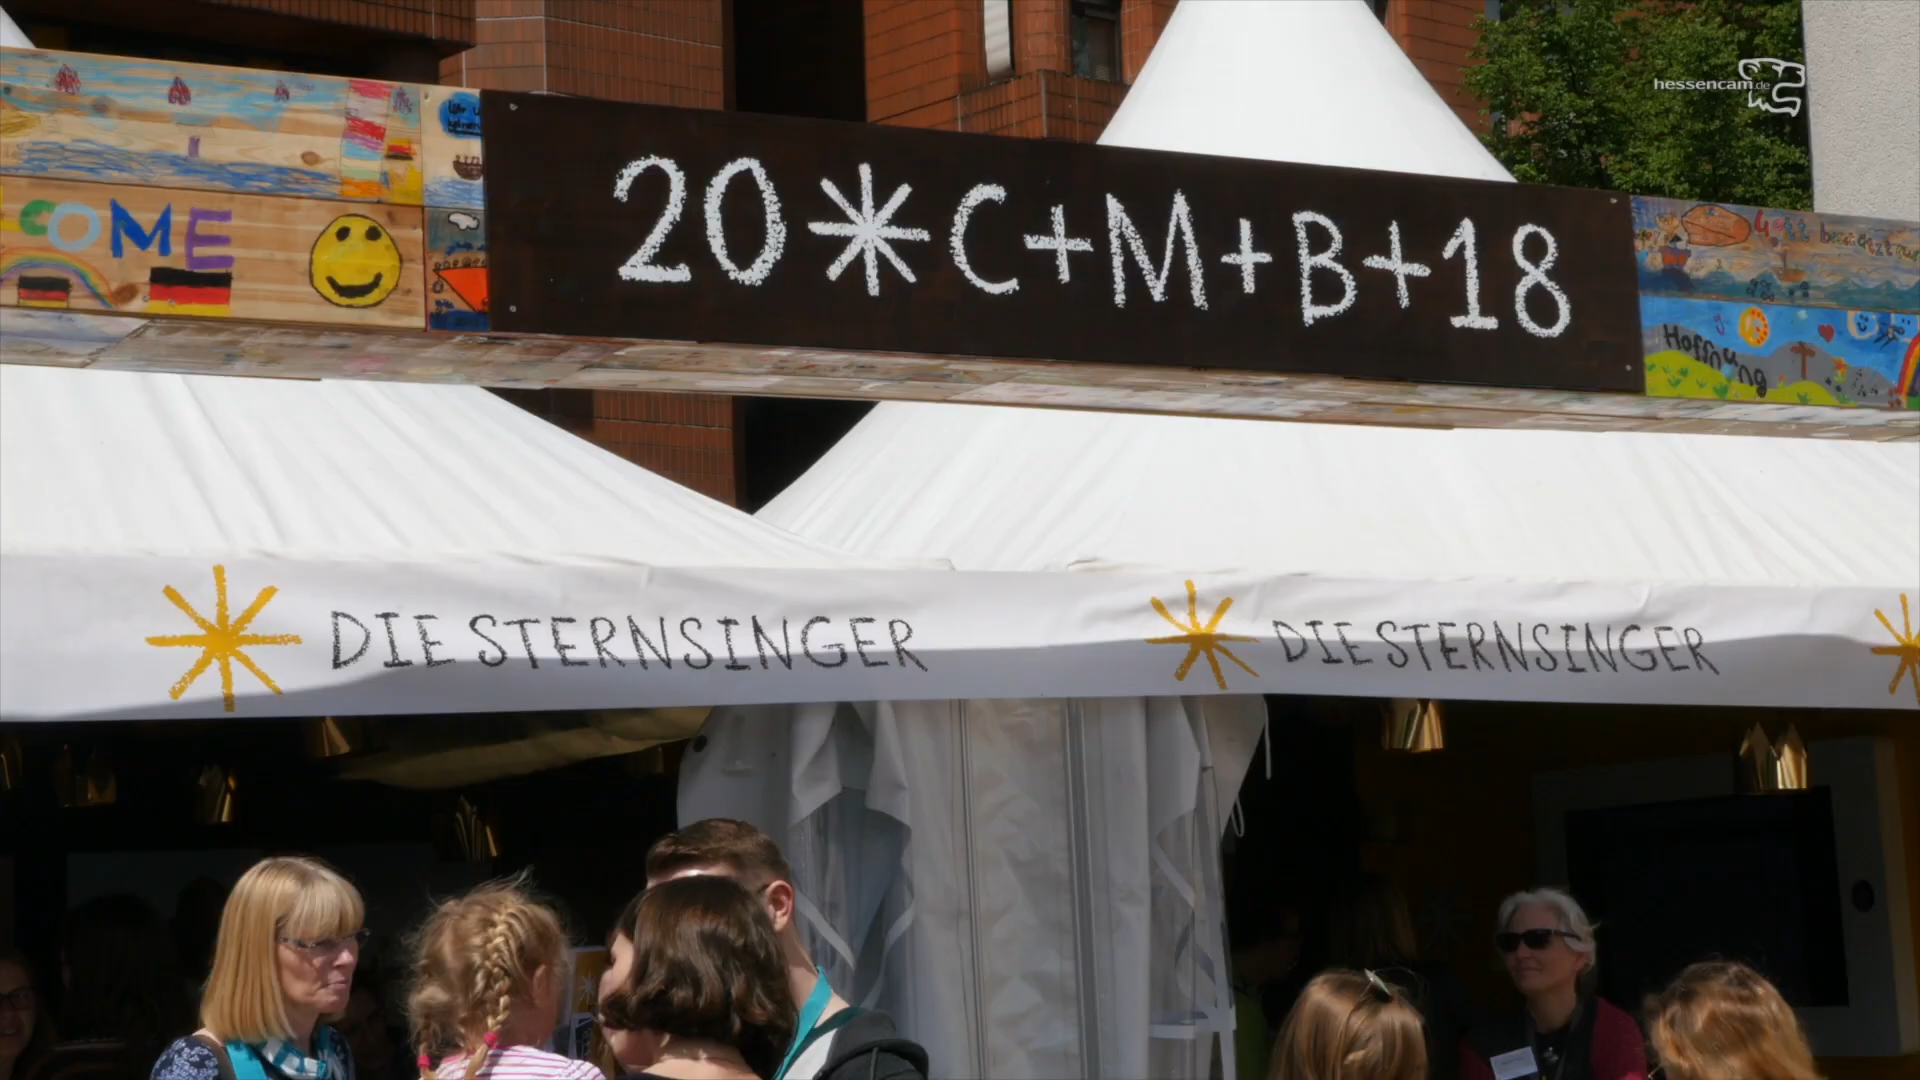 hessencam.de
COME
20*C+M+B+18
Hoffnung
DIE STERNSINGER
DIE STERNSINGER